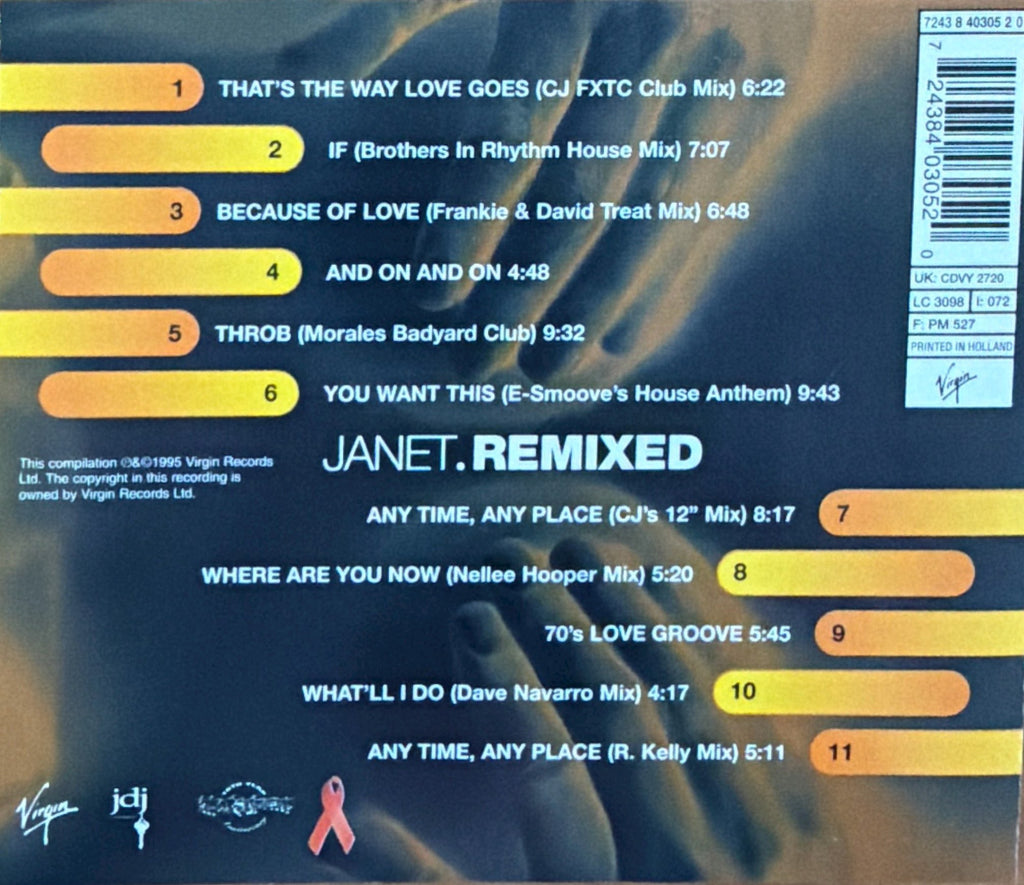 7243 8 40305 2 0
7 24384 03052 0
UK: CDVY 2720
LC 3098 I: 072
F: PM 527
PRINTED IN HOLLAND
Virgin
1 THAT'S THE WAY LOVE GOES (CJ FXTC Club Mix) 6:22
2 IF (Brothers In Rhythm House Mix) 7:07
3 BECAUSE OF LOVE (Frankie & David Treat Mix) 6:48
4 AND ON AND ON 4:48
5 THROB (Morales Badyard Club) 9:32
6 YOU WANT THIS (E-Smoove's House Anthem) 9:43
JANET.REMIXED
This compilation ℗&©1995 Virgin Records
Ltd. The copyright in this recording is
owned by Virgin Records Ltd.
ANY TIME, ANY PLACE (CJ's 12" Mix) 8:17 7
WHERE ARE YOU NOW (Nellee Hooper Mix) 5:20 8
70's LOVE GROOVE 5:45 9
WHAT'LL I DO (Dave Navarro Mix) 4:17 10
ANY TIME, ANY PLACE (R. Kelly Mix) 5:11 11
Virgin
jdj